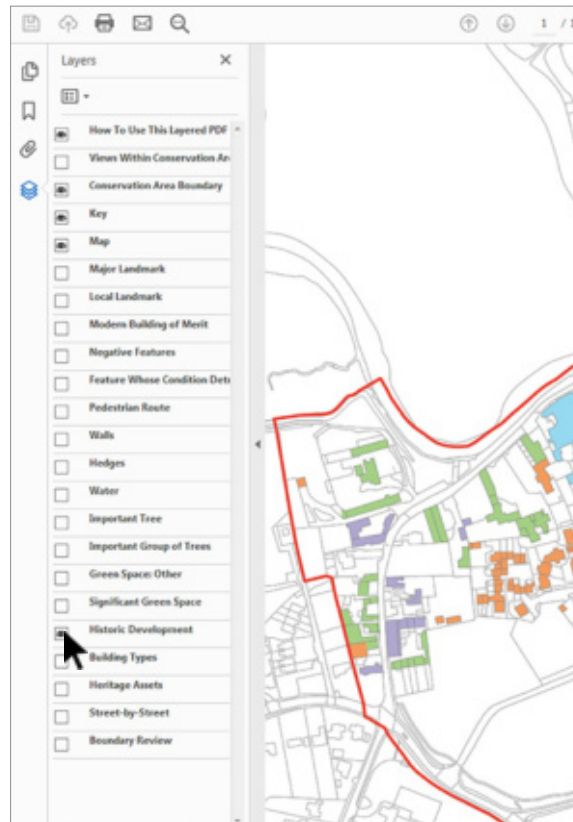 1 / 1
Layers
How To Use This Layered PDF
Views Within Conservation Ar
Conservation Area Boundary
Key
Map
Major Landmark
Local Landmark
Modern Building of Merit
Negative Features
Feature Whose Condition Det
Pedestrian Route
Walls
Hedges
Water
Important Tree
Important Group of Trees
Green Space: Other
Significant Green Space
Historic Development
Building Types
Heritage Assets
Street-by-Street
Boundary Review